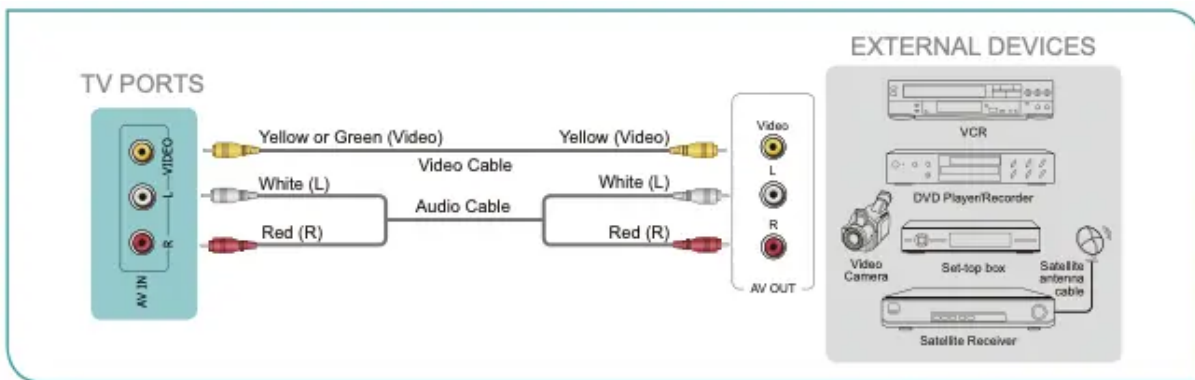 EXTERNAL DEVICES
TV PORTS
VIDEO
L
R
AV IN
Yellow or Green (Video)
Yellow (Video)
Video Cable
White (L)
White (L)
Audio Cable
Red (R)
Red (R)
Video
L
R
AV OUT
VCR
DVD Player/Recorder
Video
Camera
Set-top box
Satellite
antenna
cable
Satellite Receiver